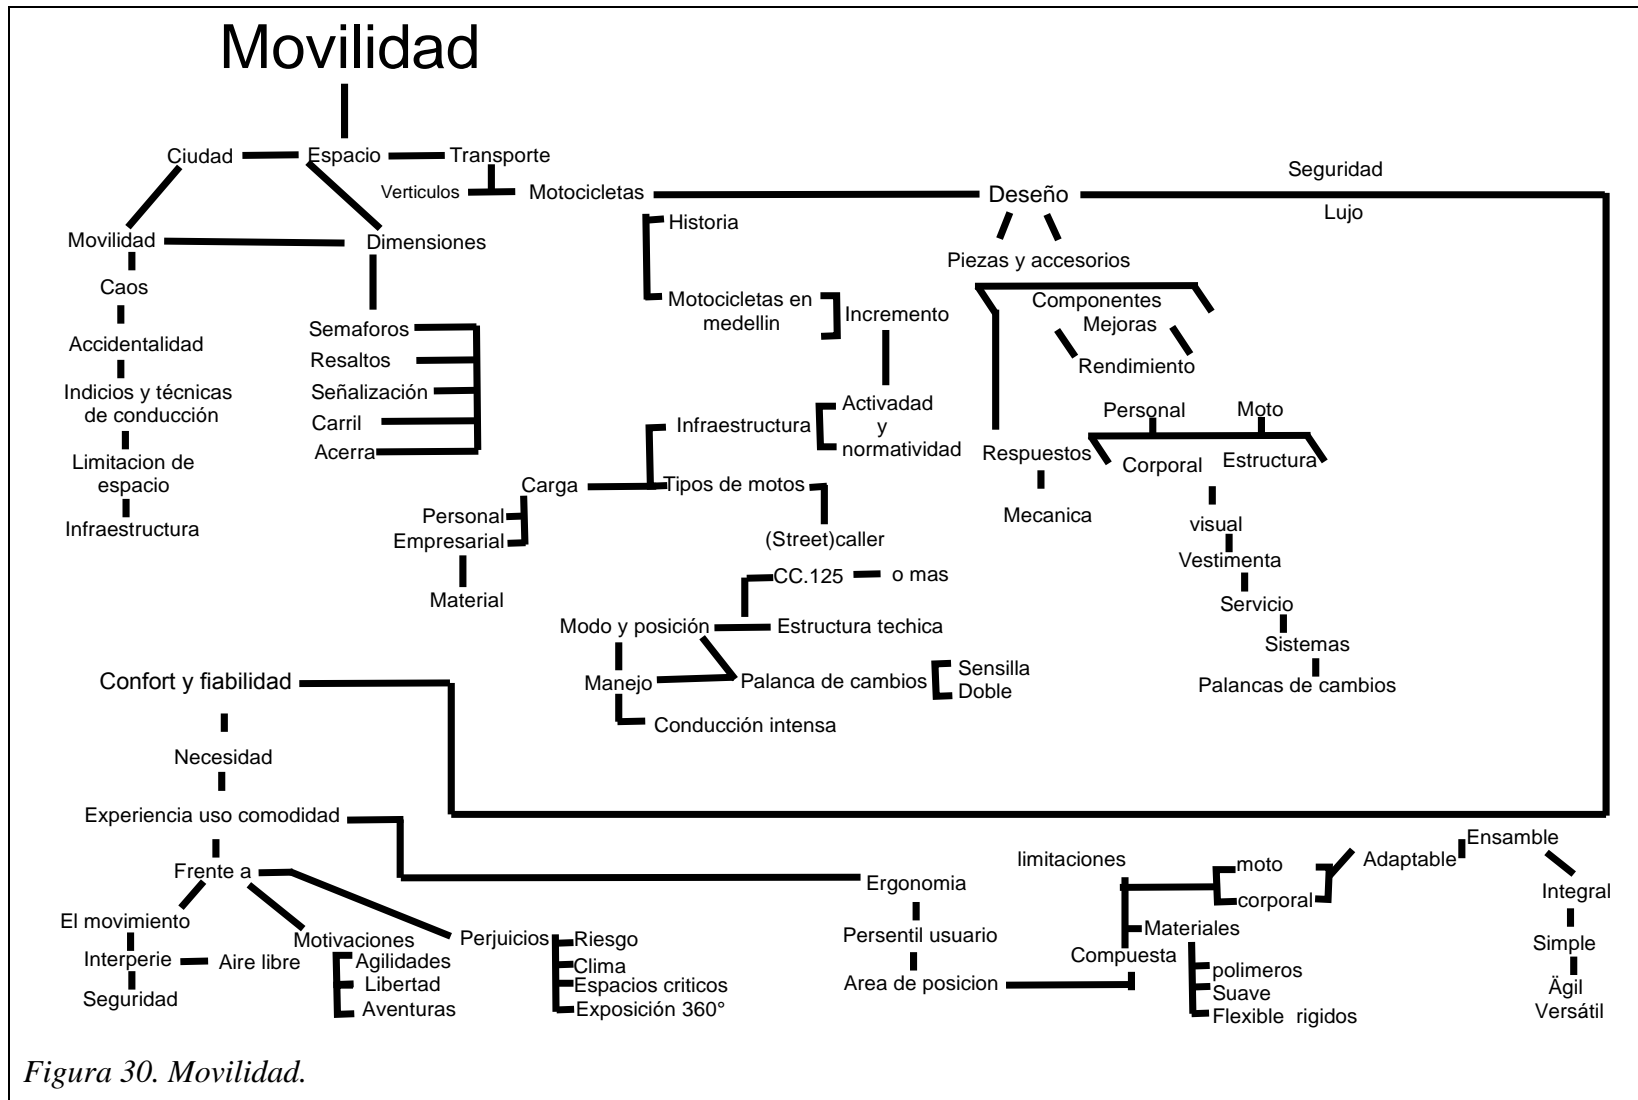 Movilidad
Ciudad
Espacio
Transporte
Verticulos
Motocicletas
Deseño
Seguridad
Lujo
Movilidad
Dimensiones
Caos
Accidentalidad
Indicios y técnicas
de conducción
Limitacion de
espacio
Infraestructura
Semaforos
Resaltos
Señalización
Carril
Acerra
Historia
Motocicletas en
medellin
Incremento
Activadad
y
normatividad
Infraestructura
Tipos de motos
Carga
Personal
Empresarial
Material
(Street)caller
CC.125
o mas
Modo y posición
Estructura techica
Manejo
Palanca de cambios
Sensilla
Doble
Conducción intensa
Piezas y accesorios
Componentes
Mejoras
Rendimiento
Respuestos
Mecanica
Personal
Moto
Corporal
Estructura
visual
Vestimenta
Servicio
Sistemas
Palancas de cambios
Confort y fiabilidad
Necesidad
Experiencia uso comodidad
Frente a
El movimiento
Interperie
Aire libre
Seguridad
Motivaciones
Agilidades
Libertad
Aventuras
Perjuicios
Riesgo
Clima
Espacios criticos
Exposición 360°
Ergonomia
Persentil usuario
Area de posicion
limitaciones
Compuesta
Materiales
polimeros
Suave
Flexible rigidos
moto
corporal
Adaptable
Ensamble
Integral
Simple
Ägil
Versátil
Figura 30. Movilidad.